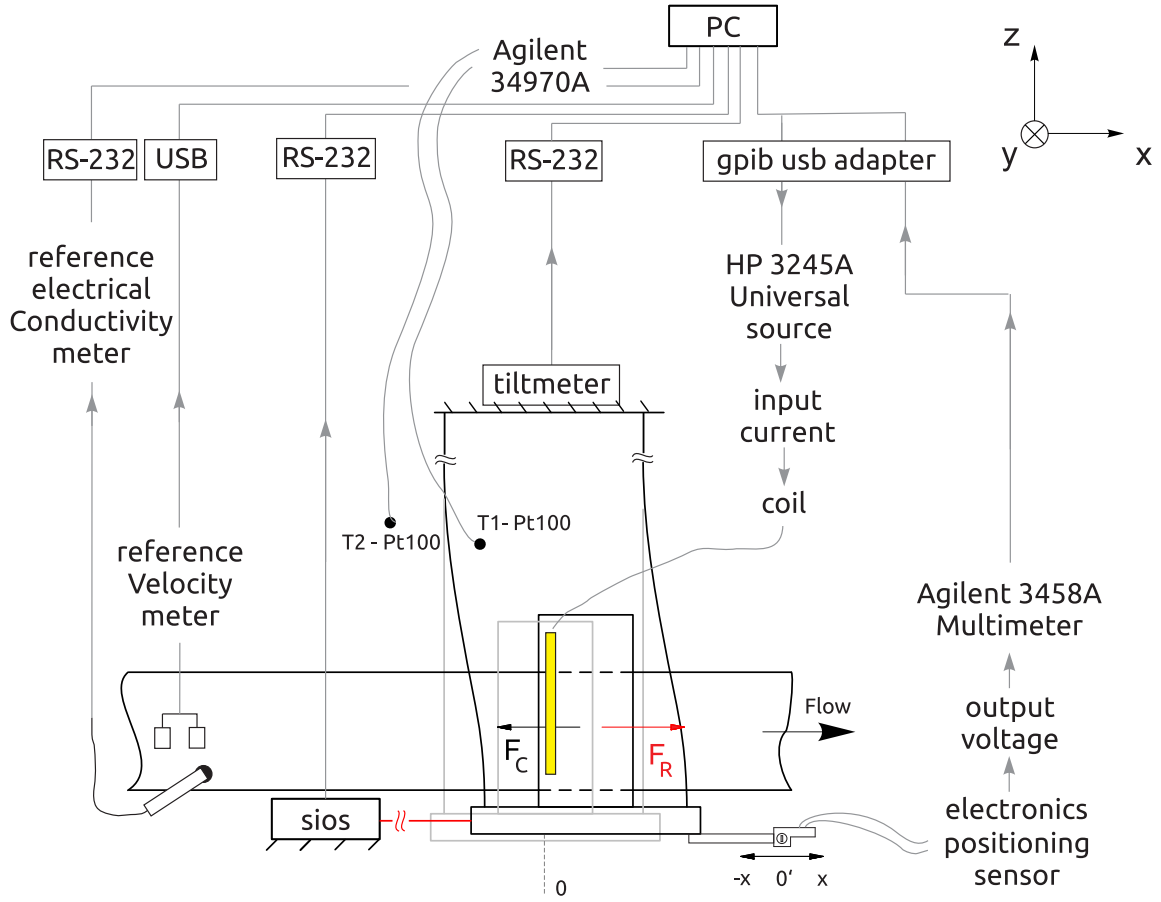 PC
Agilent
34970A
z
y
x
RS-232
USB
RS-232
RS-232
gpib usb adapter
reference
electrical
Conductivity
meter
HP 3245A
Universal
source
tiltmeter
input
current
coil
T2 - Pt100
T1- Pt100
reference
Velocity
meter
Agilent 3458A
Multimeter
output
voltage
Flow
F_C
F_R
sios
electronics
positioning
sensor
-x
0'
x
0